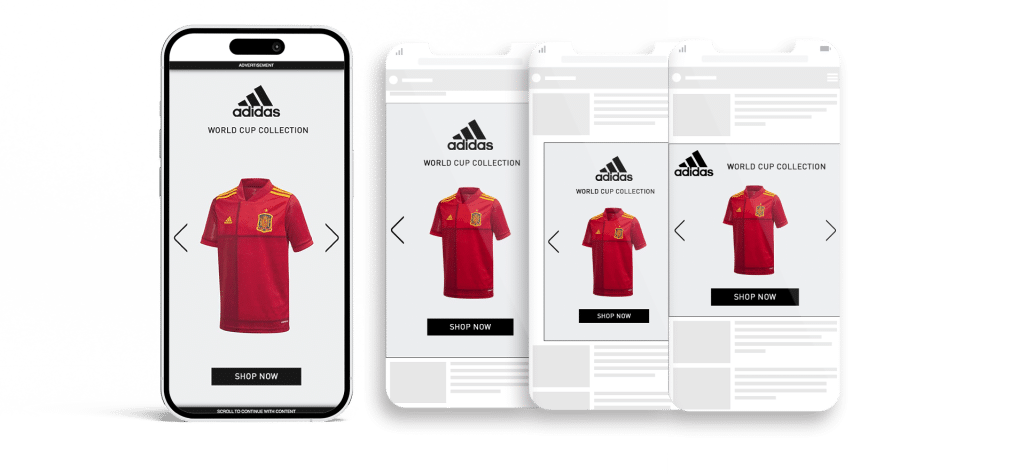 ADVERTISEMENT
adidas
WORLD CUP COLLECTION
SHOP NOW
SCROLL TO CONTINUE WITH CONTENT
adidas
WORLD CUP COLLECTION
SHOP NOW
adidas
WORLD CUP COLLECTION
SHOP NOW
adidas
WORLD CUP COLLECTION
SHOP NOW